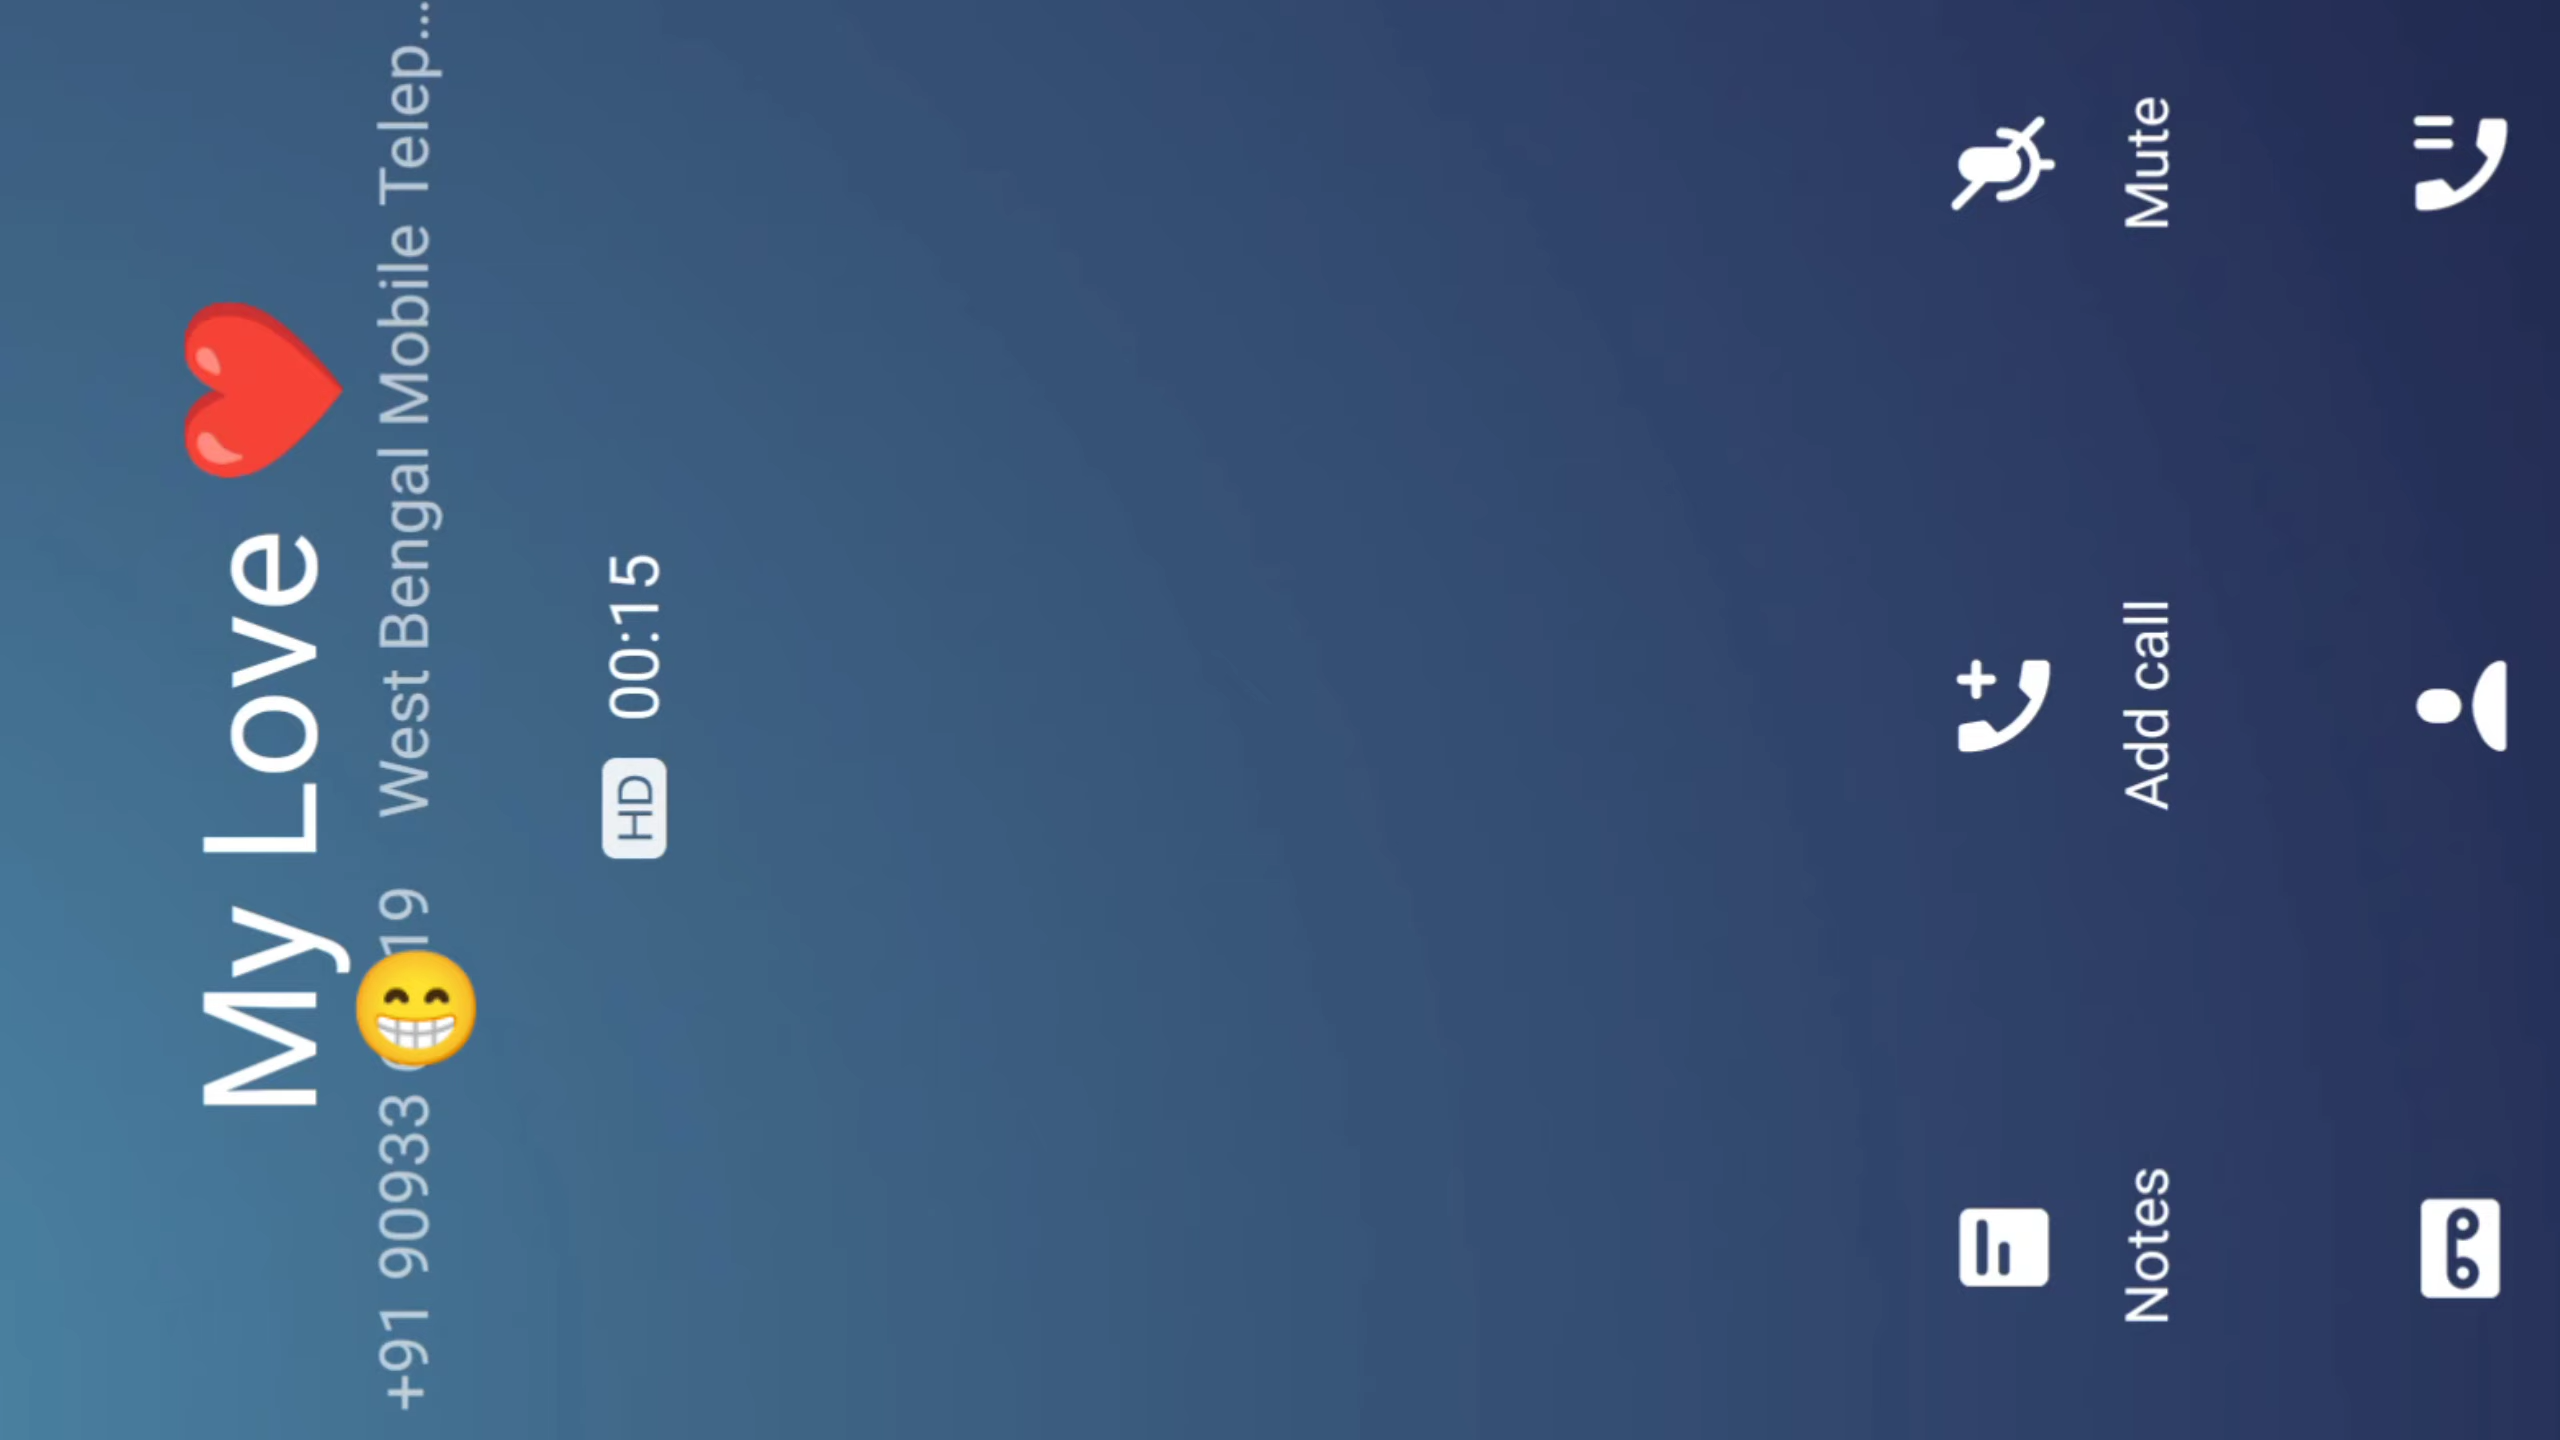 My Love ❤️
+91 90933 19 West Bengal Mobile Telep...
HD 00:15
Notes
Add call
Mute